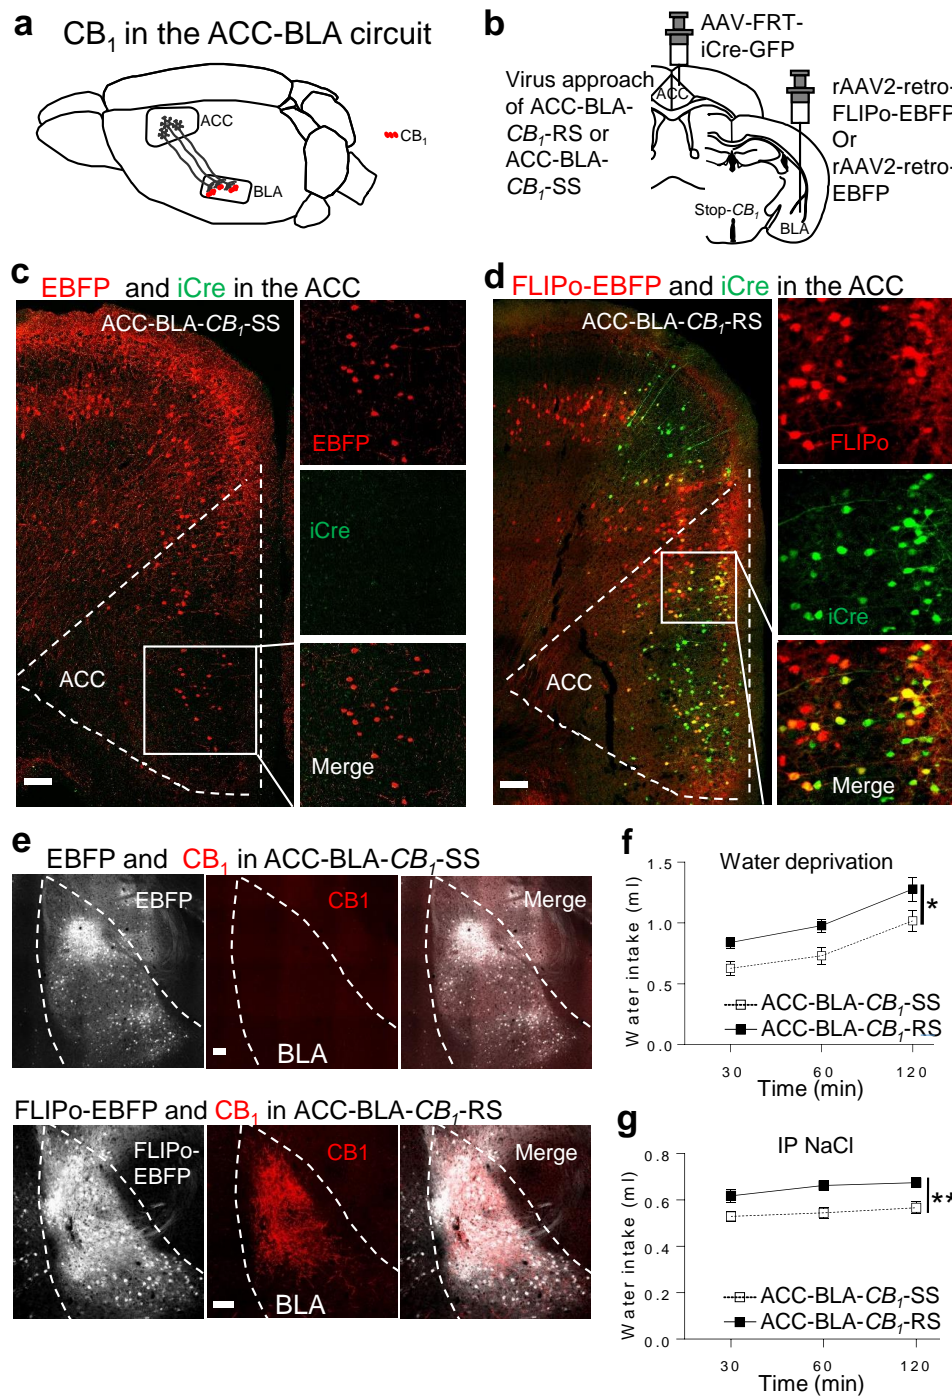 a
CB1 in the ACC-BLA circuit
ACC
BLA
CB1
b
AAV-FRT-
iCre-GFP
Virus approach
of ACC-BLA-
CB1-RS or
ACC-BLA-
CB1-SS
ACC
rAAV2-retro-
FLIPo-EBFP
Or
rAAV2-retro-
EBFP
Stop-CB1
BLA
c
EBFP and iCre in the ACC
ACC-BLA-CB1-SS
EBFP
iCre
ACC
Merge
d
FLIPo-EBFP and iCre in the ACC
ACC-BLA-CB1-RS
FLIPo
iCre
ACC
Merge
e
EBFP and CB1 in ACC-BLA-CB1-SS
EBFP
CB1
Merge
BLA
FLIPo-EBFP and CB1 in ACC-BLA-CB1-RS
FLIPo-
EBFP
CB1
Merge
BLA
f
Water deprivation
Water intake (ml)
1.5
1.0
0.5
0.0
*
ACC-BLA-CB1-SS
ACC-BLA-CB1-RS
30 60 120
Time (min)
g
IP NaCl
Water intake (ml)
0.8
0.6
0.4
0.2
0.0
**
ACC-BLA-CB1-SS
ACC-BLA-CB1-RS
30 60 120
Time (min)